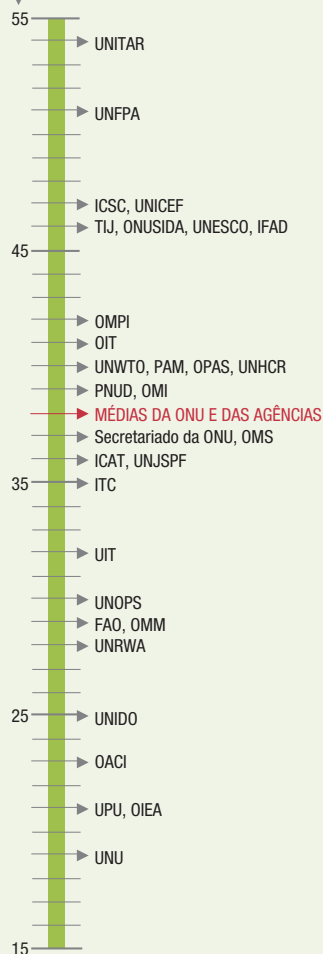 55
UNITAR
UNFPA
ICSC, UNICEF
TIJ, ONUSIDA, UNESCO, IFAD
45
OMPI
OIT
UNWTO, PAM, OPAS, UNHCR
PNUD, OMI
MÉDIAS DA ONU E DAS AGÊNCIAS
Secretariado da ONU, OMS
ICAT, UNJSPF
35
ITC
UIT
UNOPS
FAO, OMM
UNRWA
25
UNIDO
OACI
UPU, OIEA
UNU
15